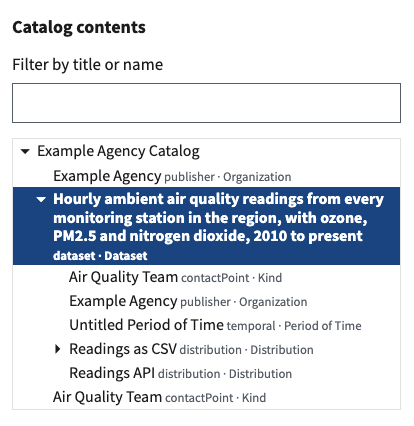 Catalog contents
Filter by title or name
Example Agency Catalog
Example Agency publisher · Organization
Hourly ambient air quality readings from every
monitoring station in the region, with ozone,
PM2.5 and nitrogen dioxide, 2010 to present
dataset · Dataset
Air Quality Team contactPoint · Kind
Example Agency publisher · Organization
Untitled Period of Time temporal · Period of Time
Readings as CSV distribution · Distribution
Readings API distribution · Distribution
Air Quality Team contactPoint · Kind